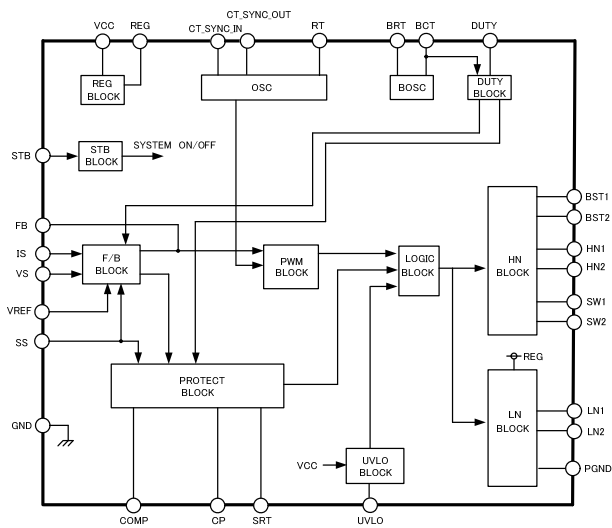 CT_SYNC_OUT
VCC
REG
CT_SYNC_IN
RT
BRT
BCT
DUTY
REG
BLOCK
OSC
BOSC
DUTY
BLOCK
STB
STB
BLOCK
SYSTEM ON/OFF
BST1
BST2
FB
IS
VS
F/B
BLOCK
PWM
BLOCK
LOGIC
BLOCK
HN
BLOCK
HN1
HN2
VREF
SW1
SW2
SS
REG
PROTECT
BLOCK
LN
BLOCK
LN1
LN2
GND
VCC
UVLO
BLOCK
PGND
COMP
CP
SRT
UVLO